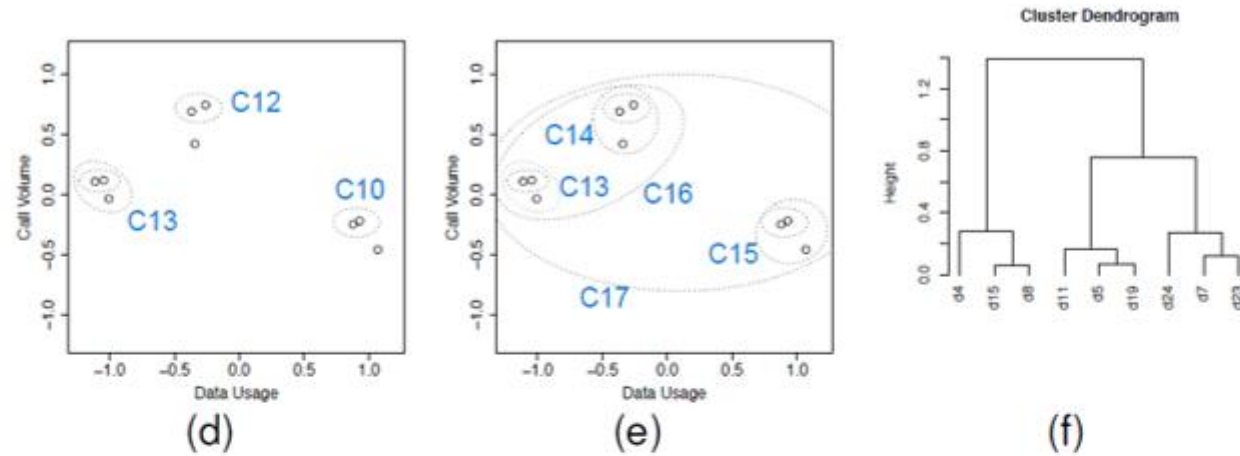 Cluster Dendrogram
Call Volume
1.0
0.5
0.0
−0.5
−1.0
C12
C10
C13
−1.0 −0.5 0.0 0.5 1.0
Data Usage
(d)
Call Volume
1.0
0.5
0.0
−0.5
−1.0
C14
C13
C16
C15
C17
−1.0 −0.5 0.0 0.5 1.0
Data Usage
(e)
Height
1.2
0.8
0.4
0.0
d4 d15 d8 d11 d5 d19 d24 d7 d23
(f)